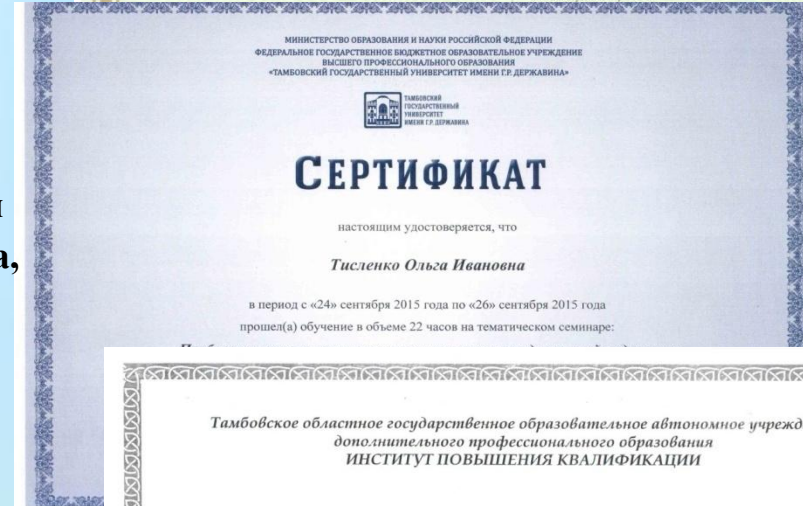 МИНИСТЕРСТВО ОБРАЗОВАНИЯ И НАУКИ РОССИЙСКОЙ ФЕДЕРАЦИИ
ФЕДЕРАЛЬНОЕ ГОСУДАРСТВЕННОЕ БЮДЖЕТНОЕ ОБРАЗОВАТЕЛЬНОЕ УЧРЕЖДЕНИЕ
ВЫСШЕГО ПРОФЕССИОНАЛЬНОГО ОБРАЗОВАНИЯ
«ТАМБОВСКИЙ ГОСУДАРСТВЕННЫЙ УНИВЕРСИТЕТ ИМЕНИ Г.Р. ДЕРЖАВИНА»
ТАМБОВСКИЙ
ГОСУДАРСТВЕННЫЙ
УНИВЕРСИТЕТ
ИМЕНИ Г.Р. ДЕРЖАВИНА
СЕРТИФИКАТ
настоящим удостоверяется, что
Тисленко Ольга Ивановна
а,
в период с «24» сентября 2015 года по «26» сентября 2015 года
прошел(а) обучение в объеме 22 часов на тематическом семинаре:
Тамбовское областное государственное образовательное автономное учрежд
дополнительного профессионального образования
ИНСТИТУТ ПОВЫШЕНИЯ КВАЛИФИКАЦИИ